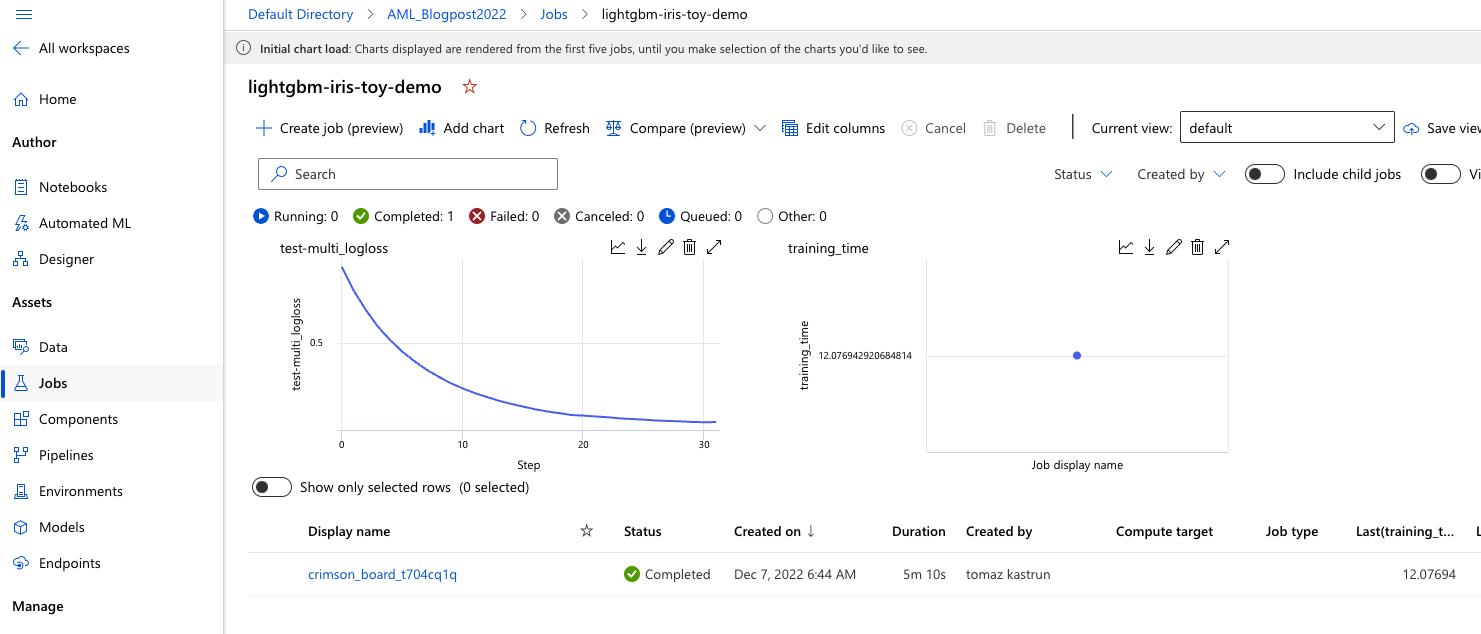 Default Directory > AML_Blogpost2022 > Jobs > lightgbm-iris-toy-demo
All workspaces
Initial chart load: Charts displayed are rendered from the first five jobs, until you make selection of the charts you'd like to see.
lightgbm-iris-toy-demo
Home
Create job (preview) Add chart Refresh Compare (preview) Edit columns Cancel Delete Current view: default Save view
Author
Search Status Created by Include child jobs Vi
Notebooks
Running: 0 Completed: 1 Failed: 0 Canceled: 0 Queued: 0 Other: 0
Automated ML
test-multi_logloss training_time
Designer
Assets
test-multi_logloss
0.5
0 10 20 30
Step
training_time
12.076942920684814
Job display name
Data
Jobs
Components
Pipelines
Environments
Models
Endpoints
Manage
Show only selected rows (0 selected)
Display name Status Created on ↓ Duration Created by Compute target Job type Last(training_t... L
crimson_board_t704cq1q Completed Dec 7, 2022 6:44 AM 5m 10s tomaz kastrun 12.07694